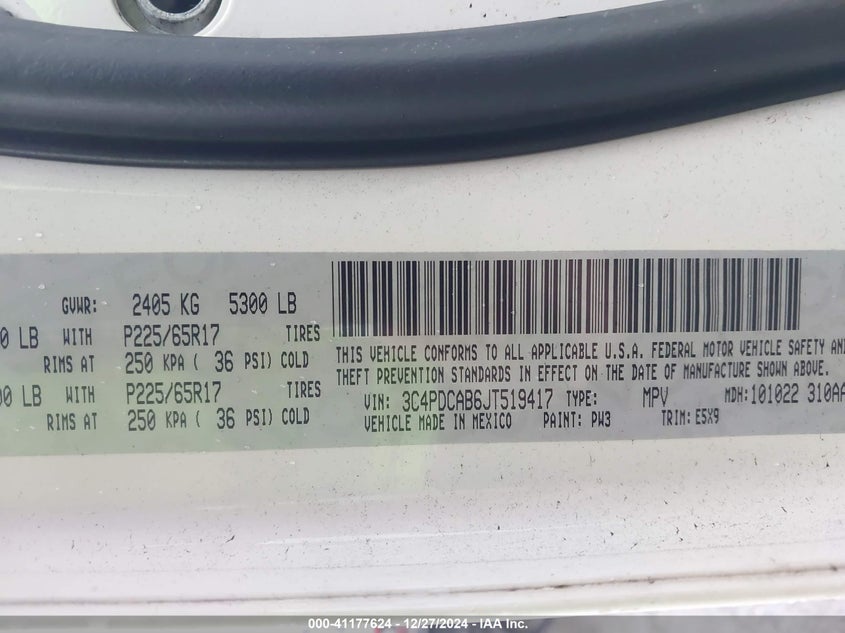 GVWR: 2405 KG 5300 LB
0 LB WITH P225/65R17 TIRES
RIMS AT 250 KPA ( 36 PSI) COLD
00 LB WITH P225/65R17 TIRES
RIMS AT 250 KPA ( 36 PSI) COLD
THIS VEHICLE CONFORMS TO ALL APPLICABLE U.S.A. FEDERAL MOTOR VEHICLE SAFETY AND
THEFT PREVENTION STANDARDS IN EFFECT ON THE DATE OF MANUFACTURE SHOWN ABOVE.
VIN: 3C4PDCAB6JT519417 TYPE: MPV MDH: 101022 310AA
VEHICLE MADE IN MEXICO PAINT: PW3 TRIM: E5X9
000-41177624 - 12/27/2024 - IAA Inc.